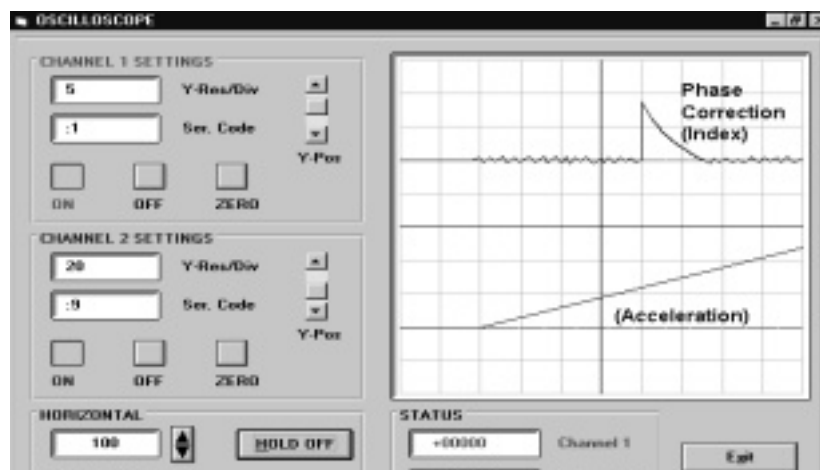 OSCILLOSCOPE
CHANNEL 1 SETTINGS
5 Y-Res/Div
:1 Ser. Code
Y-Pos
ON OFF ZERO
CHANNEL 2 SETTINGS
20 Y-Res/Div
:9 Ser. Code
Y-Pos
ON OFF ZERO
HORIZONTAL
100 HOLD OFF
Phase
Correction
(Index)
(Acceleration)
STATUS
+00000 Channel 1
Exit